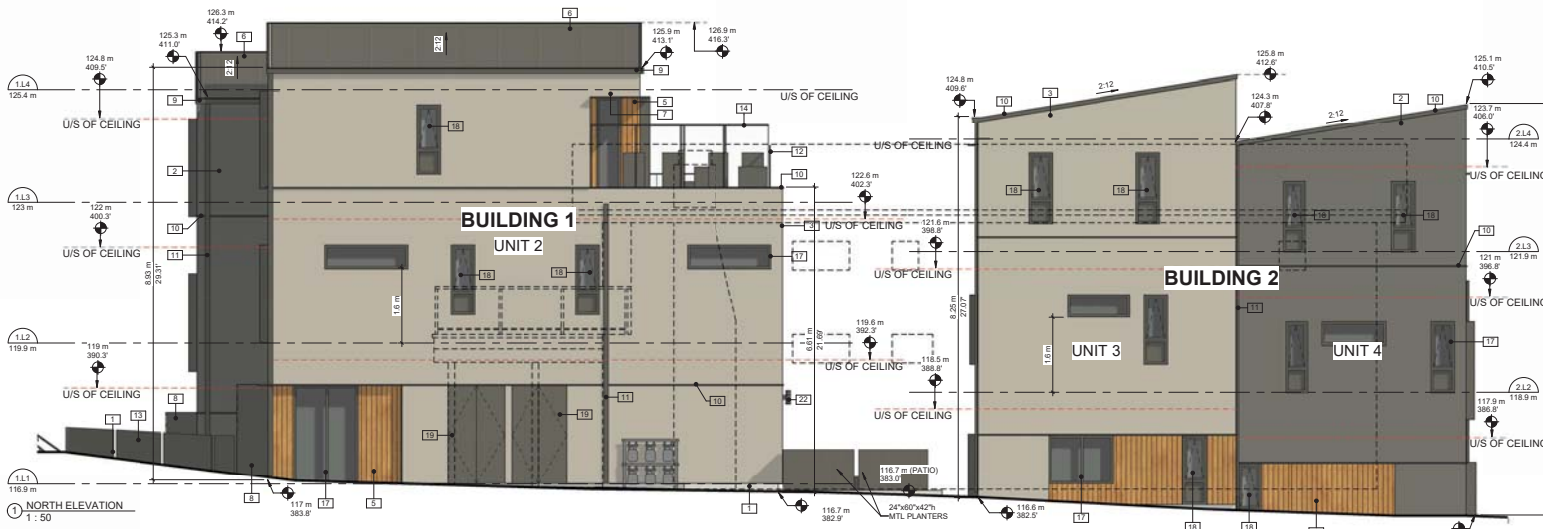 126.3 m
414.2'
6
6
126.9 m
416.3'
125.3 m
411.0'
6
2:12
2:12
125.9 m
413.1'
9
124.8 m
409.5'
1.L4
125.4 m
U/S OF CEILING
9
U/S OF CEILING
5
7
14
18
12
2
10
1.L3
123 m
122 m
400.3'
10
122.6 m
402.3'
BUILDING 1
UNIT 2
3
U/S OF CEILING
11
U/S OF CEILING
17
18
18
8.93 m
29.31'
1.6 m
6.61 m
21.69'
1.L2
119.9 m
119 m
390.3'
119.6 m
392.3'
U/S OF CEILING
U/S OF CEILING
8
1
13
10
11
22
19
19
1.L1
116.9 m
8
17
5
1
117 m
383.8'
116.7 m
382.9'
116.7 m (PATIO)
383.0'
24"x60"x42"h
MTL PLANTERS
1 NORTH ELEVATION
1 : 50
125.8 m
412.6'
125.1 m
410.5'
124.8 m
409.6'
10
3
2:12
124.3 m
407.8'
2:12
2
10
123.7 m
406.0'
U/S OF CEILING
2.L4
124.4 m
U/S OF CEILING
18
18
18
18
121.6 m
398.8'
10
2.L3
121.9 m
U/S OF CEILING
BUILDING 2
121 m
396.8'
U/S OF CEILING
8.25 m
27.07'
11
1.6 m
UNIT 3
UNIT 4
17
118.5 m
388.8'
2.L2
118.9 m
U/S OF CEILING
117.9 m
386.8'
U/S OF CEILING
116.6 m
382.5'
17
18
18